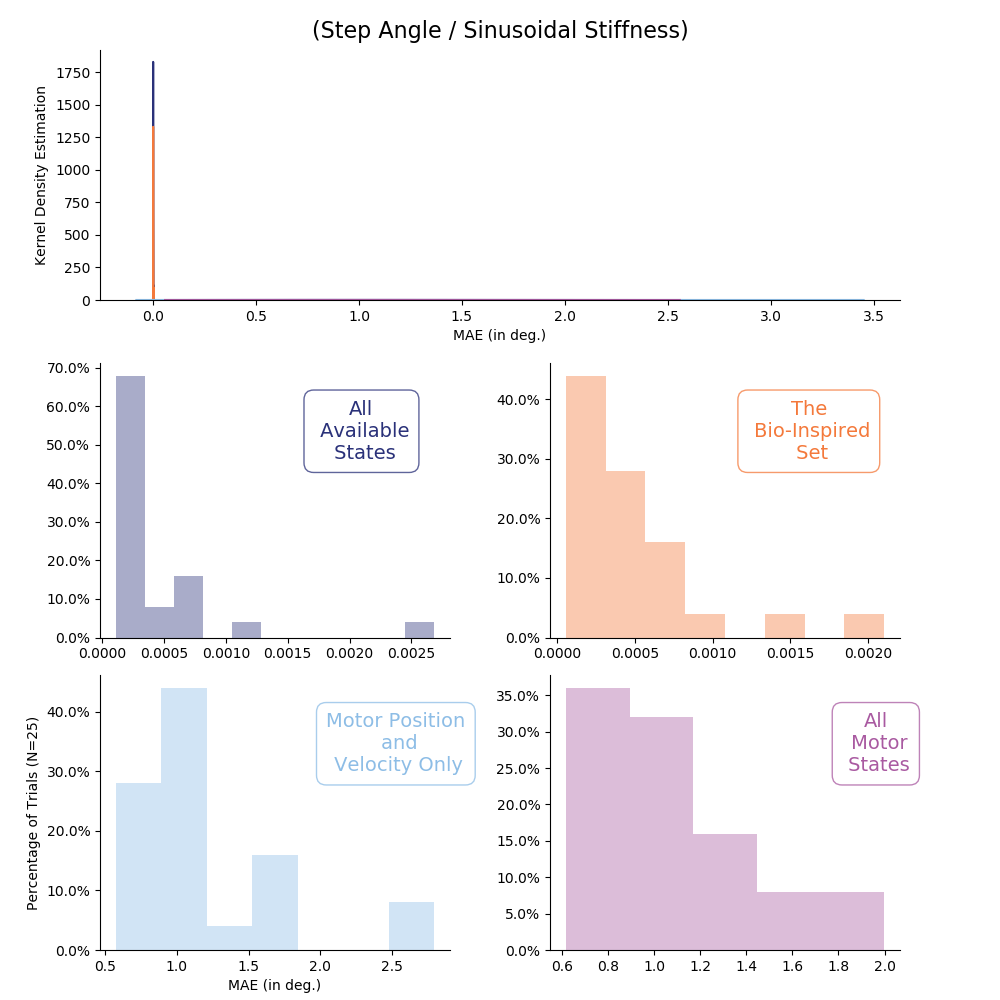 (Step Angle / Sinusoidal Stiffness)
Kernel Density Estimation
1750
1500
1250
1000
750
500
250
0
0.0 0.5 1.0 1.5 2.0 2.5 3.0 3.5
MAE (in deg.)
70.0%
60.0%
50.0%
40.0%
30.0%
20.0%
10.0%
0.0%
0.0000 0.0005 0.0010 0.0015 0.0020 0.0025
All
Available
States
40.0%
30.0%
20.0%
10.0%
0.0%
0.0000 0.0005 0.0010 0.0015 0.0020
The
Bio-Inspired
Set
Percentage of Trials (N=25)
40.0%
30.0%
20.0%
10.0%
0.0%
0.5 1.0 1.5 2.0 2.5
MAE (in deg.)
Motor Position
and
Velocity Only
35.0%
30.0%
25.0%
20.0%
15.0%
10.0%
5.0%
0.0%
0.6 0.8 1.0 1.2 1.4 1.6 1.8 2.0
All
Motor
States